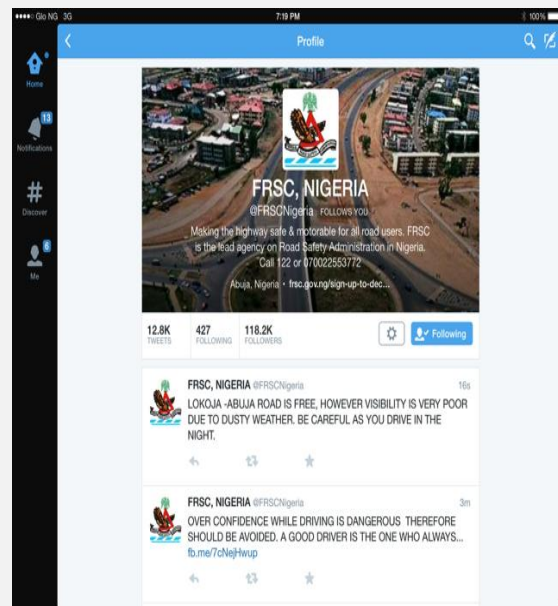 Glo NG 3G 7:19 PM 100%
Profile
Home
13
Notifications
#
Discover
6
Me
FRSC, NIGERIA
@FRSCNigeria FOLLOWS YOU
Making the highway safe & motorable for all road users. FRSC
is the lead agency on Road Safety Administration in Nigeria.
Call 122 or 070022553772
Abuja, Nigeria • frsc.gov.ng/sign-up-to-dec...
12.8K 427 118.2K
TWEETS FOLLOWING FOLLOWERS
Following
FRSC, NIGERIA @FRSCNigeria 16s
LOKOJA -ABUJA ROAD IS FREE, HOWEVER VISIBILITY IS VERY POOR
DUE TO DUSTY WEATHER. BE CAREFUL AS YOU DRIVE IN THE
NIGHT.
FRSC, NIGERIA @FRSCNigeria 3m
OVER CONFIDENCE WHILE DRIVING IS DANGEROUS THEREFORE
SHOULD BE AVOIDED. A GOOD DRIVER IS THE ONE WHO ALWAYS...
fb.me/7cNejHwup